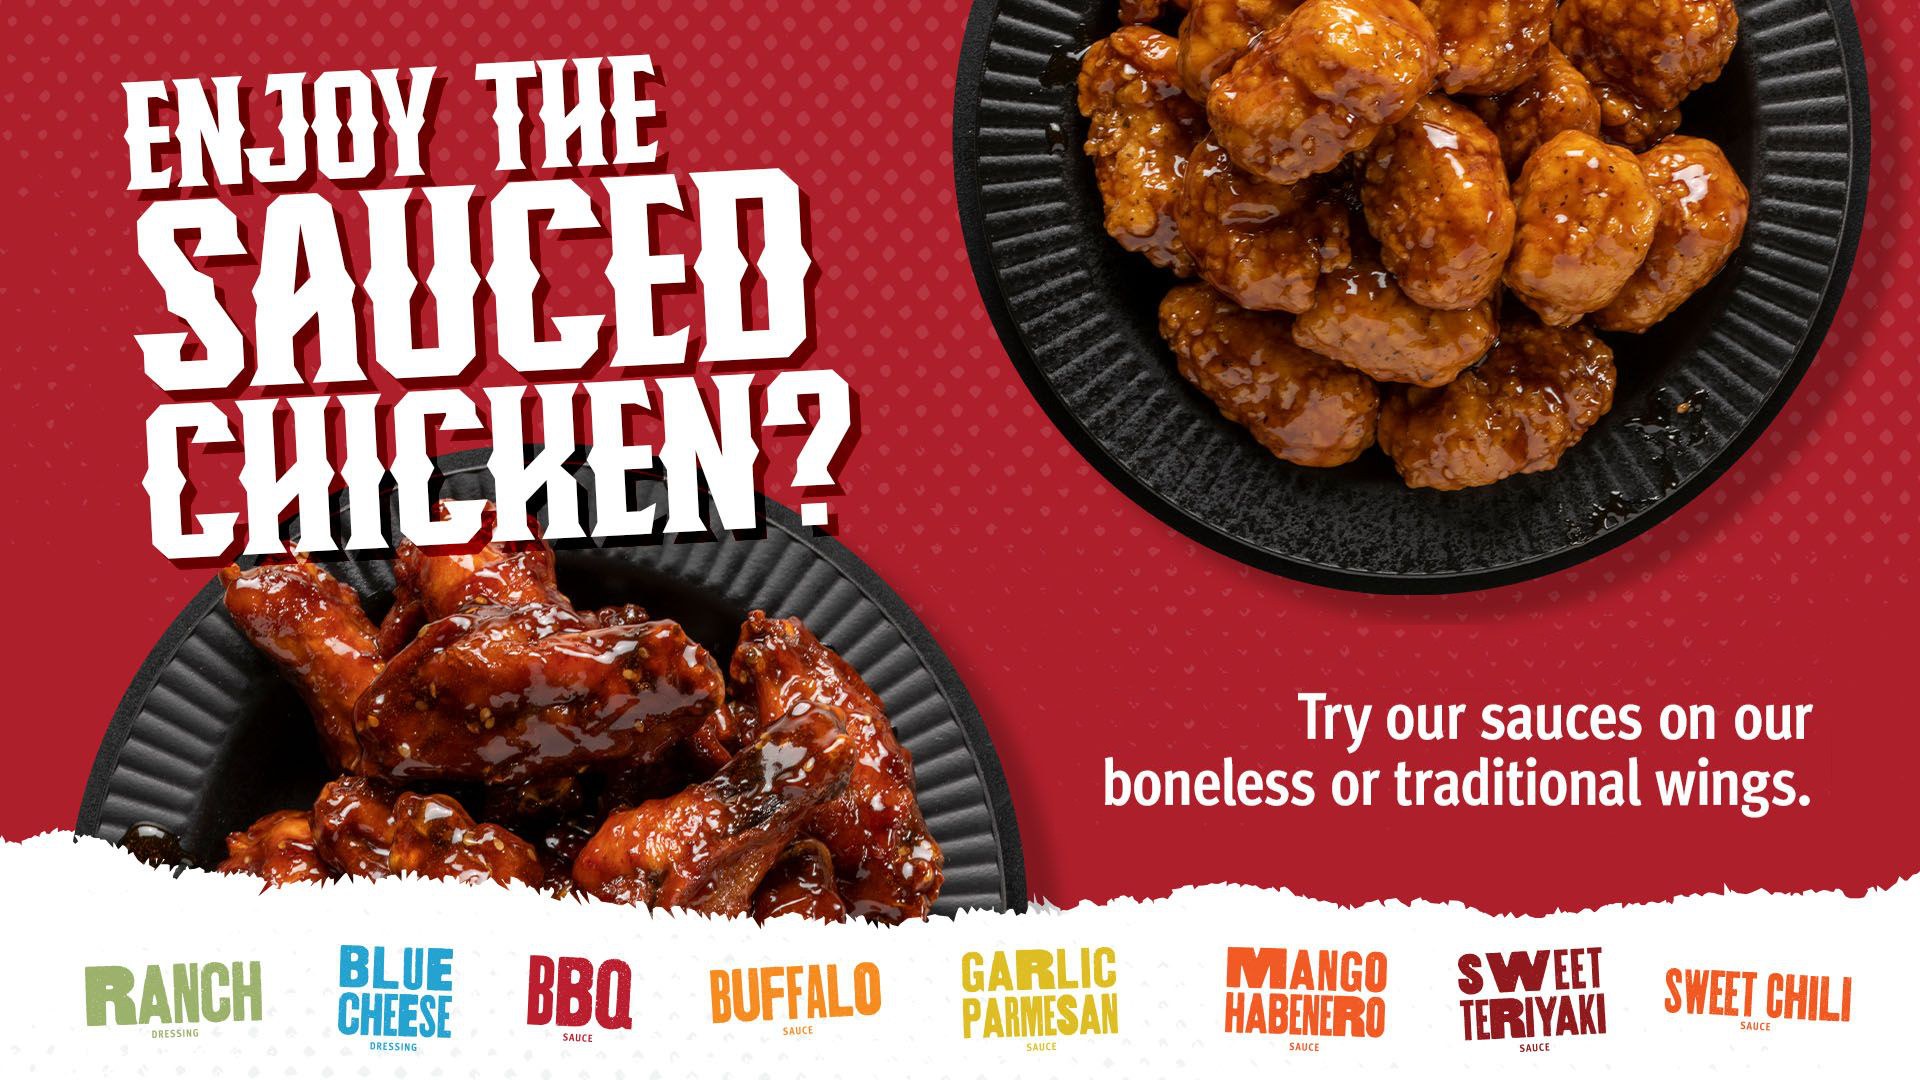 ENJOY THE
SAUCED
CHICKEN?
Try our sauces on our
boneless or traditional wings.
RANCH
DRESSING
BLUE
CHEESE
DRESSING
BBQ
SAUCE
BUFFALO
SAUCE
GARLIC
PARMESAN
SAUCE
MANGO
HABENERO
SAUCE
SWEET
TERIYAKI
SAUCE
SWEET CHILI
SAUCE